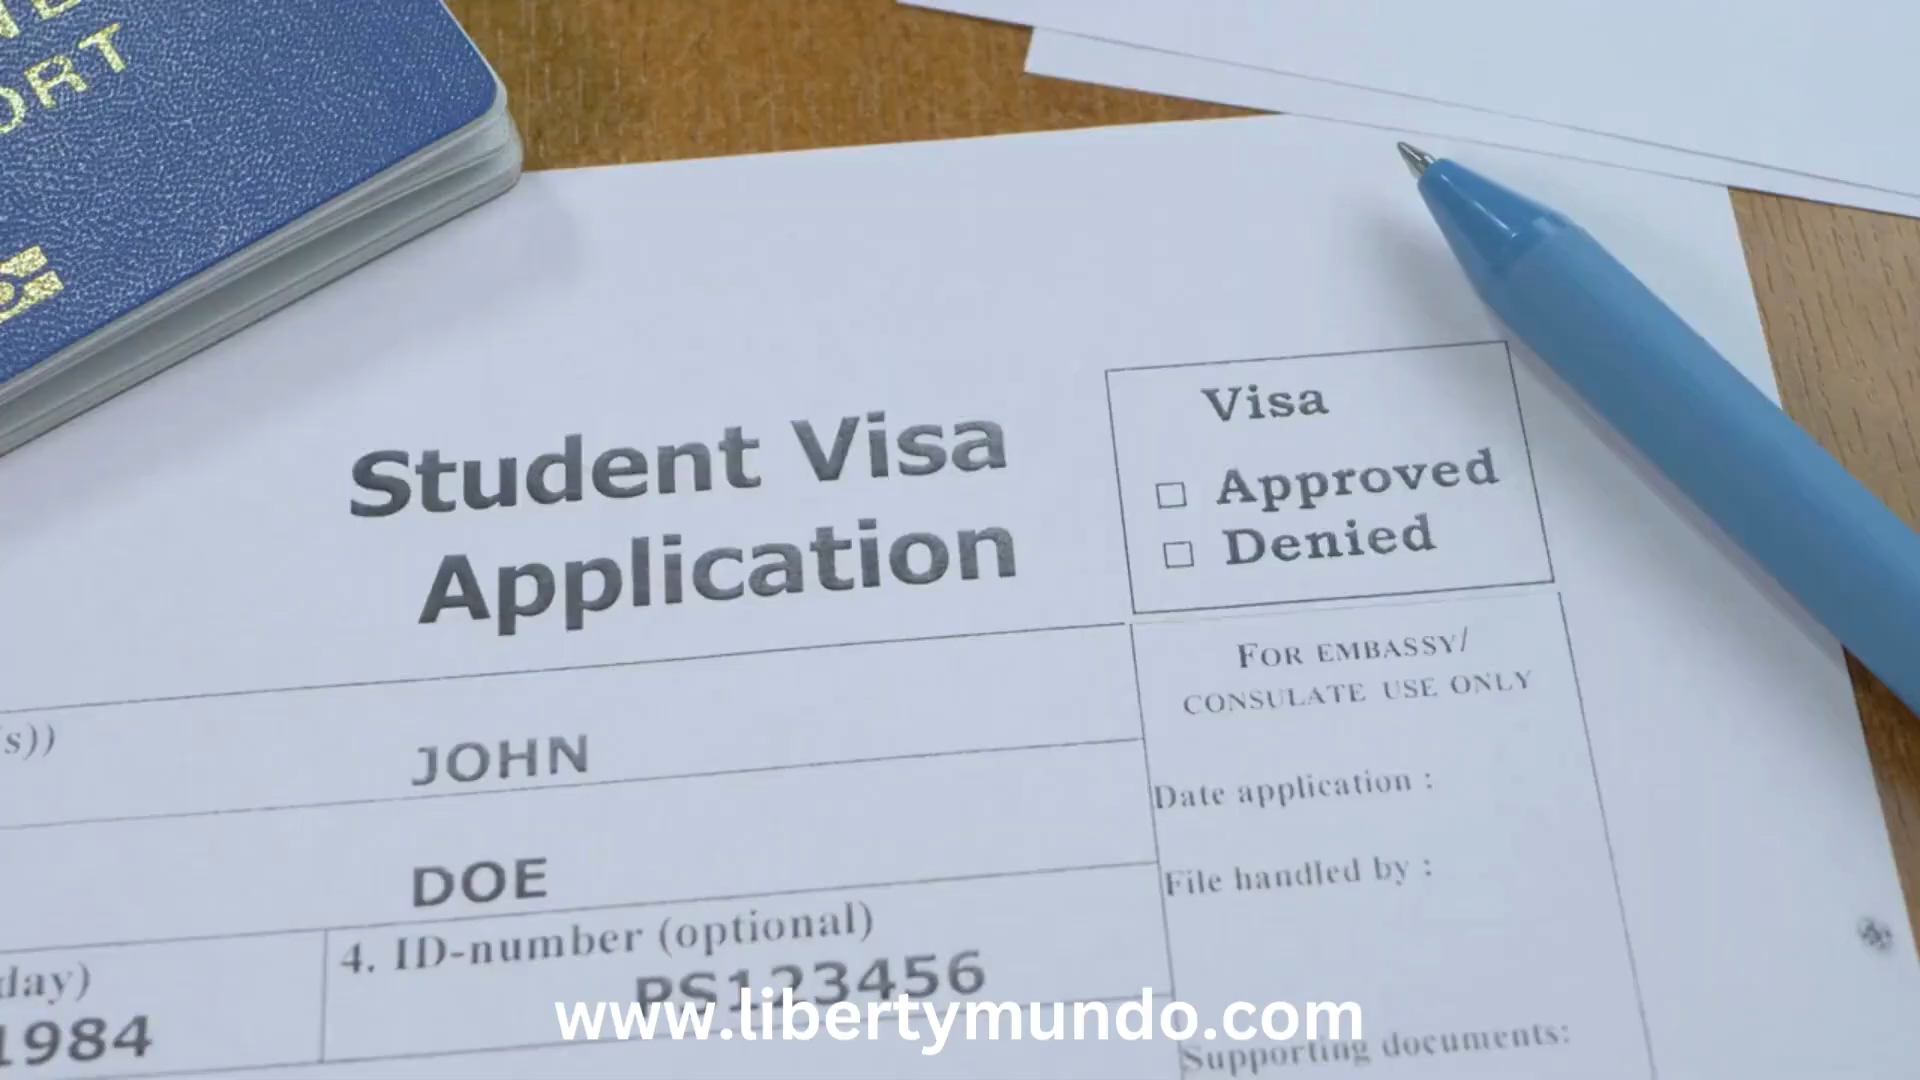 ORT
Student Visa
Application
Visa
Approved
Denied
FOR EMBASSY/
CONSULATE USE ONLY
s))
JOHN
Date application :
DOE
File handled by :
day)
4. ID-number (optional)
1984
PS123456
www.libertymundo.com
Supporting documents: